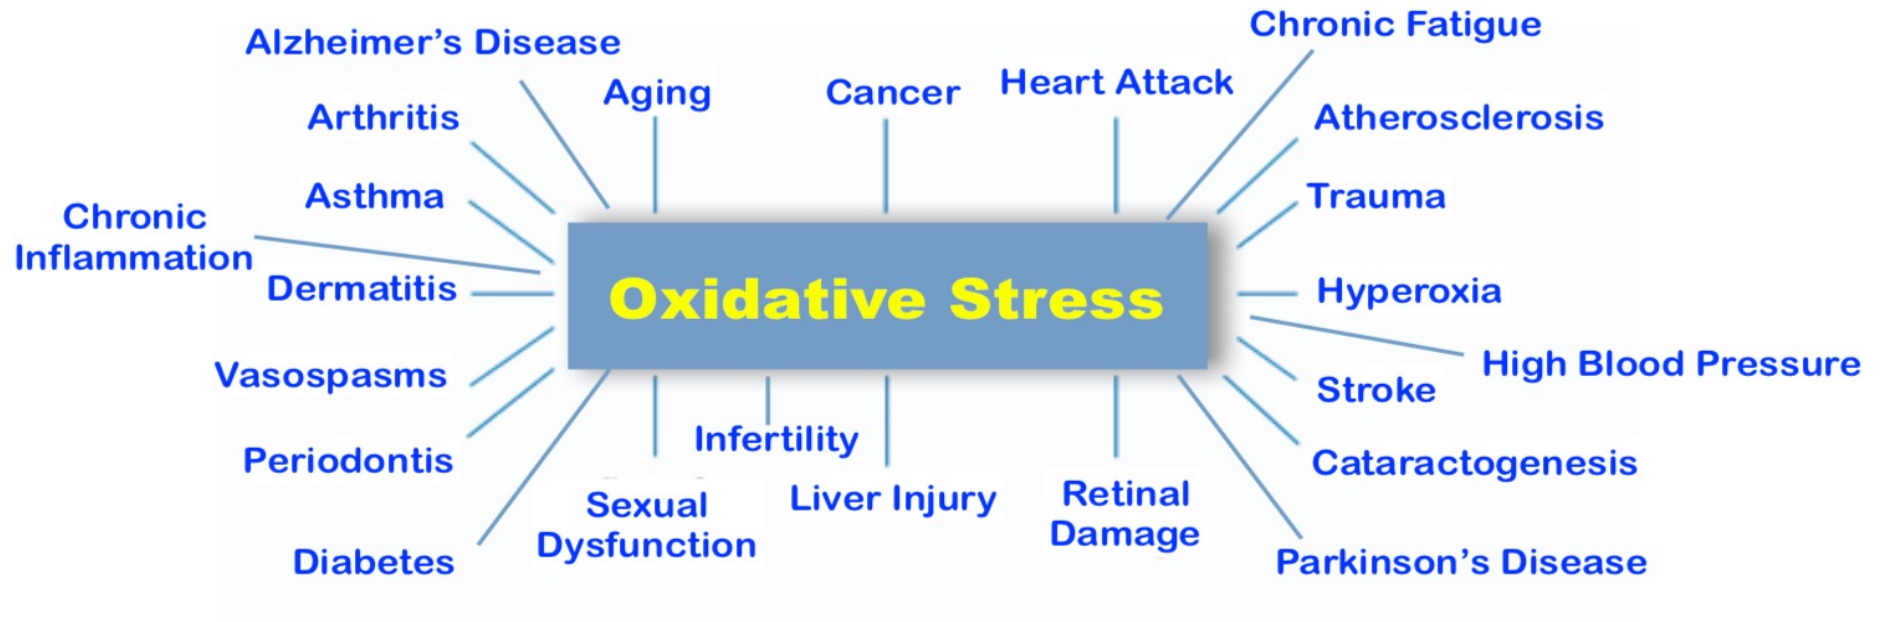 Alzheimer's Disease
Chronic Fatigue
Aging
Cancer
Heart Attack
Arthritis
Atherosclerosis
Asthma
Trauma
Chronic
Inflammation
Dermatitis
Oxidative Stress
Hyperoxia
Vasospasms
High Blood Pressure
Stroke
Infertility
Periodontis
Cataractogenesis
Sexual
Dysfunction
Liver Injury
Retinal
Damage
Diabetes
Parkinson's Disease